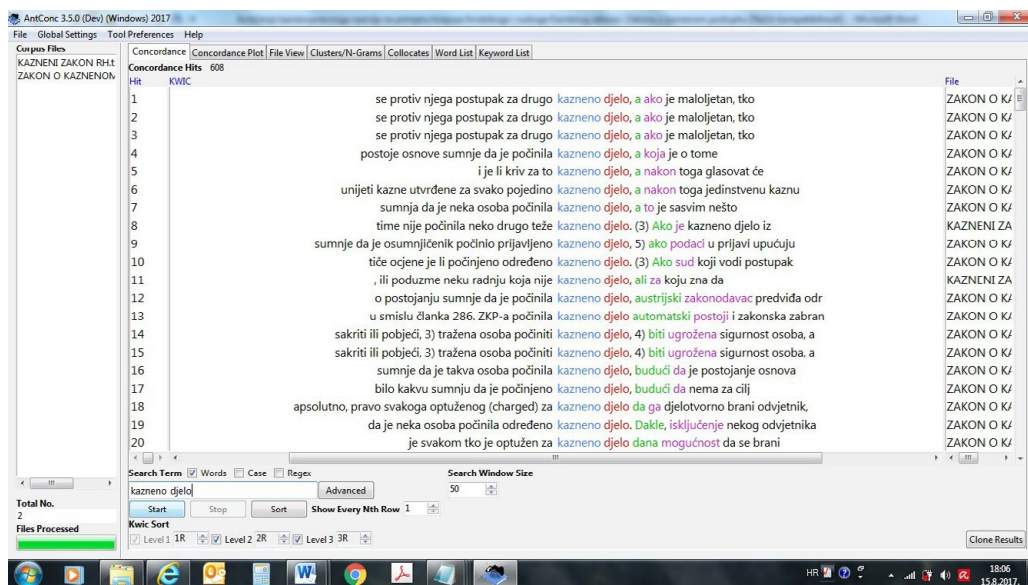 AntConc 3.5.0 (Dev) (Windows) 2017
File Global Settings Tool Preferences Help
Corpus Files
KAZNENI ZAKON RH.t
ZAKON O KAZNENOM
Total No.
2
Files Processed
Concordance Concordance Plot File View Clusters/N-Grams Collocates Word List Keyword List
Concordance Hits 608
Hit KWIC File
1 se protiv njega postupak za drugo kazneno djelo, a ako je maloljetan, tko ZAKON O KA
2 se protiv njega postupak za drugo kazneno djelo, a ako je maloljetan, tko ZAKON O KA
3 se protiv njega postupak za drugo kazneno djelo, a ako je maloljetan, tko ZAKON O KA
4 postoje osnove sumnje da je počinila kazneno djelo, a koja je o tome ZAKON O KA
5 i je li kriv za to kazneno djelo, a nakon toga glasovat će ZAKON O KA
6 unijeti kazne utvrđene za svako pojedino kazneno djelo, a nakon toga jedinstvenu kaznu ZAKON O KA
7 sumnja da je neka osoba počinila kazneno djelo, a to je sasvim nešto ZAKON O KA
8 time nije počinila neko drugo teže kazneno djelo. (3) Ako je kazneno djelo iz KAZNENI ZA
9 sumnje da je osumnjičenik počinio prijavljeno kazneno djelo, 5) ako podaci u prijavi upućuju ZAKON O KA
10 tiče ocjene je li počinjeno određeno kazneno djelo. (3) Ako sud koji vodi postupak ZAKON O KA
11 , ili poduzme neku radnju koja nije kazneno djelo, ali za koju zna da KAZNENI ZA
12 o postojanju sumnje da je počinila kazneno djelo, austrijski zakonodavac predviđa odr ZAKON O KA
13 u smislu članka 286. ZKP-a počinila kazneno djelo automatski postoji i zakonska zabran ZAKON O KA
14 sakriti ili pobjeći, 3) tražena osoba počiniti kazneno djelo, 4) biti ugrožena sigurnost osoba, a ZAKON O KA
15 sakriti ili pobjeći, 3) tražena osoba počiniti kazneno djelo, 4) biti ugrožena sigurnost osoba, a ZAKON O KA
16 sumnje da je takva osoba počinila kazneno djelo, budući da je postojanje osnova ZAKON O KA
17 bilo kakvu sumnju da je počinjeno kazneno djelo, budući da nema za cilj ZAKON O KA
18 apsolutno, pravo svakoga optuženog (charged) za kazneno djelo da ga djelotvorno brani odvjetnik, ZAKON O KA
19 da je neka osoba počinila određeno kazneno djelo. Dakle, isključenje nekog odvjetnika ZAKON O KA
20 je svakom tko je optužen za kazneno djelo dana mogućnost da se brani ZAKON O KA
Search Term Words Case Regex Search Window Size
kazneno djelo Advanced 50
Start Stop Sort Show Every Nth Row 1
Kwic Sort
Level 1 1R Level 2 2R Level 3 3R Clone Results
HR 18:06
15.8.2017